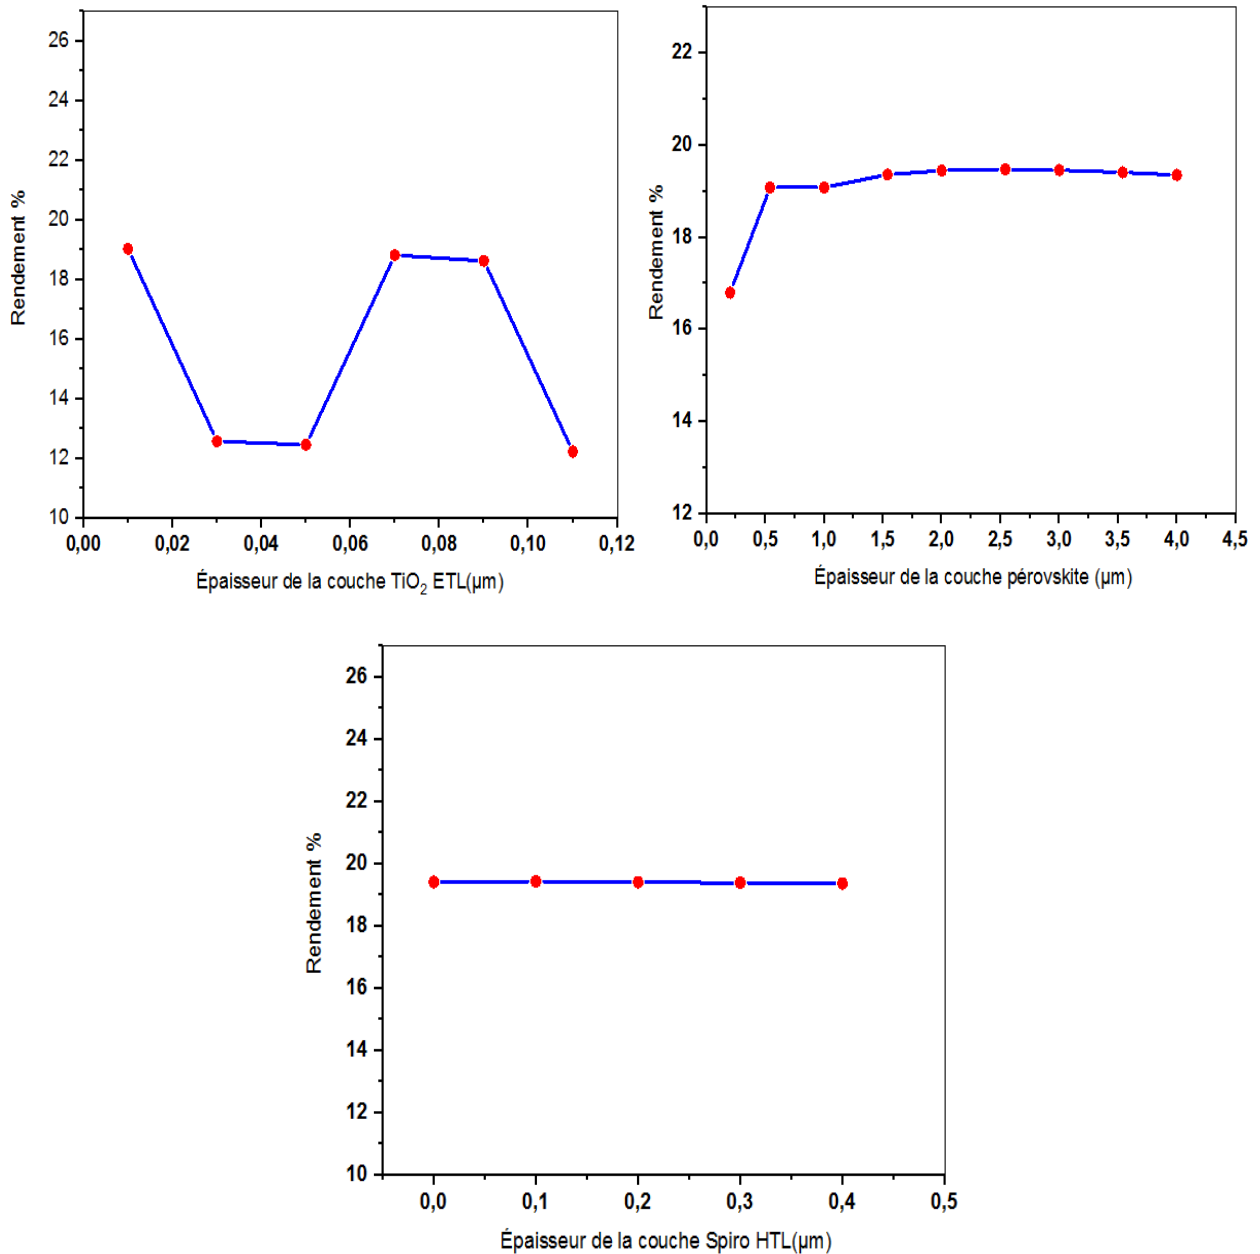 26
24
22
20
18
16
14
12
10
Rendement %
0,00 0,02 0,04 0,06 0,08 0,10 0,12
Épaisseur de la couche TiO₂ ETL(µm)
22
20
18
16
14
12
Rendement %
0,0 0,5 1,0 1,5 2,0 2,5 3,0 3,5 4,0 4,5
Épaisseur de la couche pérovskite (µm)
26
24
22
20
18
16
14
12
10
Rendement %
0,0 0,1 0,2 0,3 0,4 0,5
Épaisseur de la couche Spiro HTL(µm)